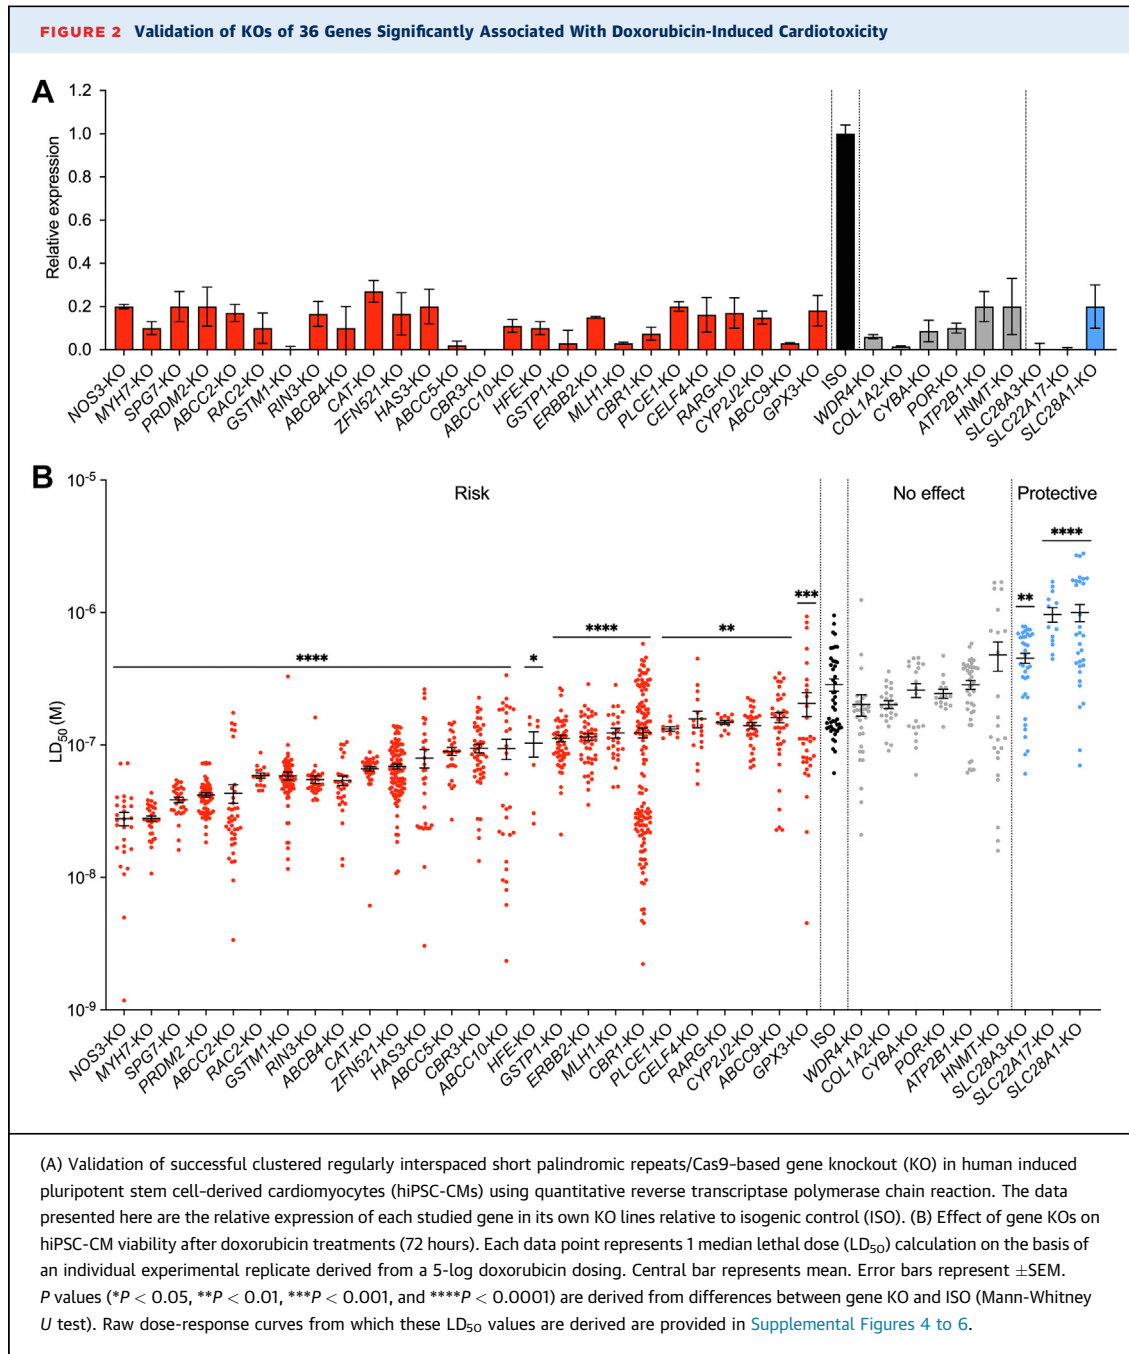 FIGURE 2 Validation of KOs of 36 Genes Significantly Associated With Doxorubicin-Induced Cardiotoxicity
A
Relative expression
1.2
1.0
0.8
0.6
0.4
0.2
0.0
NOS3-KO
MYH7-KO
SPG7-KO
PRDM2-KO
ABCC2-KO
RAC2-KO
GSTM1-KO
RIN3-KO
ABCB4-KO
CAT-KO
ZFN521-KO
HAS3-KO
ABCC5-KO
CBR3-KO
ABCC10-KO
HFE-KO
GSTP1-KO
ERBB2-KO
MLH1-KO
CBR1-KO
PLCE1-KO
CELF4-KO
RARG-KO
CYP2J2-KO
ABCC9-KO
GPX3-KO
ISO
WDR4-KO
COL1A2-KO
CYBA-KO
POR-KO
ATP2B1-KO
HNMT-KO
SLC28A3-KO
SLC22A17-KO
SLC28A1-KO
B
LD50 (M)
10-5
10-6
10-7
10-8
10-9
Risk
No effect
Protective
****
*
****
**
***
**
****
NOS3-KO
MYH7-KO
SPG7-KO
PRDM2-KO
ABCC2-KO
RAC2-KO
GSTM1-KO
RIN3-KO
ABCB4-KO
CAT-KO
ZFN521-KO
HAS3-KO
ABCC5-KO
CBR3-KO
ABCC10-KO
HFE-KO
GSTP1-KO
ERBB2-KO
MLH1-KO
CBR1-KO
PLCE1-KO
CELF4-KO
RARG-KO
CYP2J2-KO
ABCC9-KO
GPX3-KO
ISO
WDR4-KO
COL1A2-KO
CYBA-KO
POR-KO
ATP2B1-KO
HNMT-KO
SLC28A3-KO
SLC22A17-KO
SLC28A1-KO
(A) Validation of successful clustered regularly interspaced short palindromic repeats/Cas9-based gene knockout (KO) in human induced
pluripotent stem cell-derived cardiomyocytes (hiPSC-CMs) using quantitative reverse transcriptase polymerase chain reaction. The data
presented here are the relative expression of each studied gene in its own KO lines relative to isogenic control (ISO). (B) Effect of gene KOs on
hiPSC-CM viability after doxorubicin treatments (72 hours). Each data point represents 1 median lethal dose (LD50) calculation on the basis of
an individual experimental replicate derived from a 5-log doxorubicin dosing. Central bar represents mean. Error bars represent ±SEM.
P values (*P < 0.05, **P < 0.01, ***P < 0.001, and ****P < 0.0001) are derived from differences between gene KO and ISO (Mann-Whitney
U test). Raw dose-response curves from which these LD50 values are derived are provided in Supplemental Figures 4 to 6.